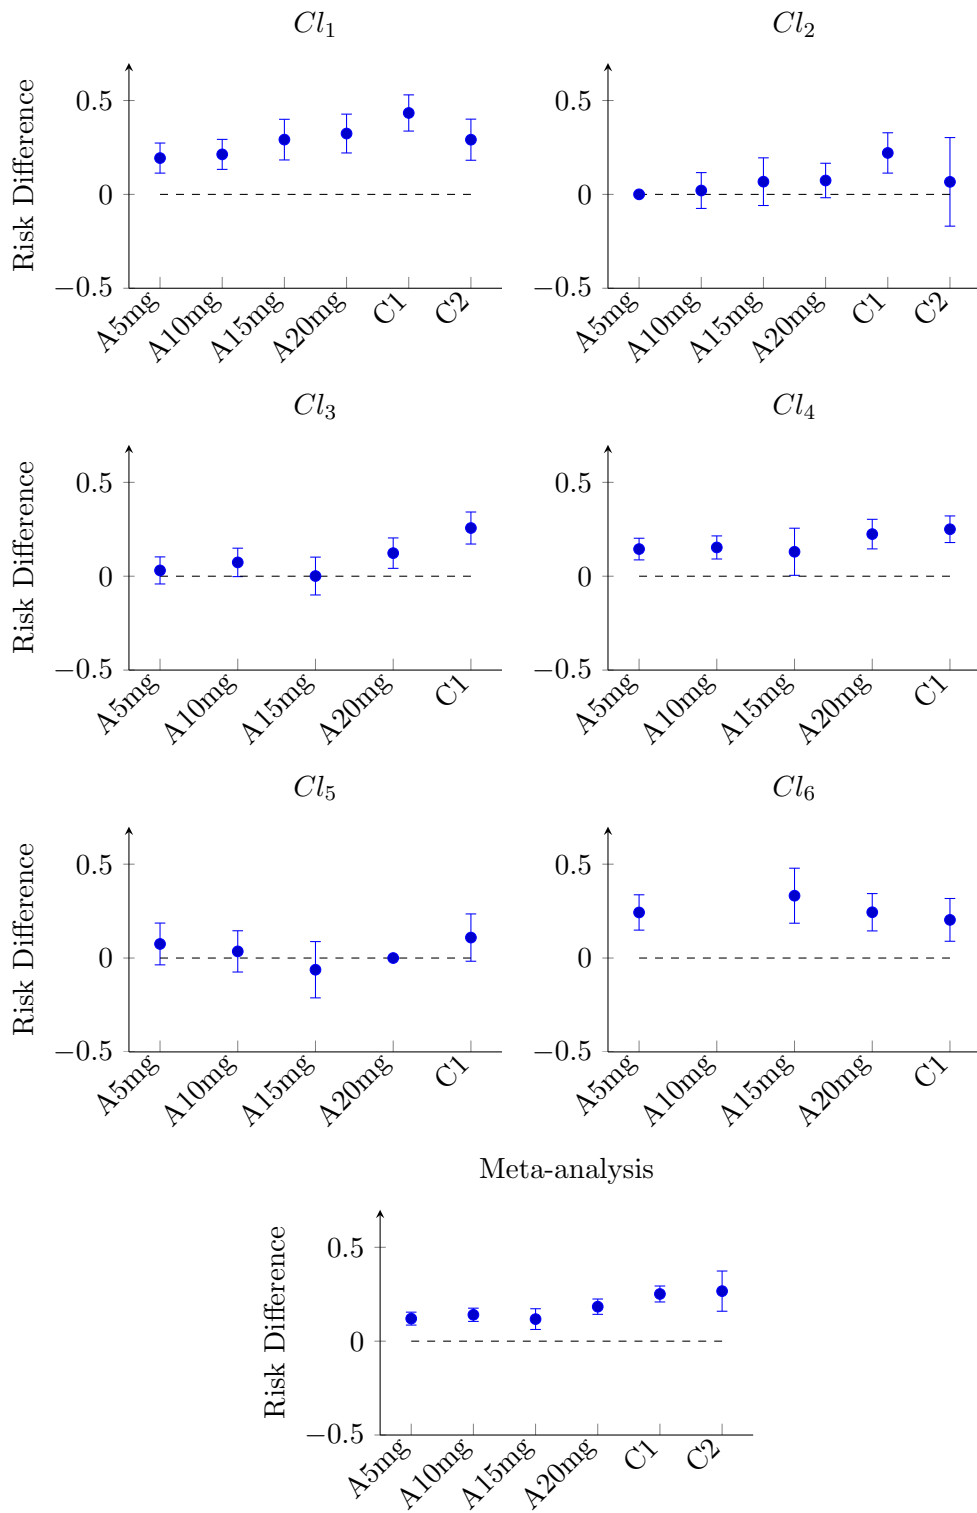 Cl1
Risk Difference
0.5
0
−0.5
A5mg
A10mg
A15mg
A20mg
C1
C2
Cl2
0.5
0
−0.5
A5mg
A10mg
A15mg
A20mg
C1
C2
Cl3
Risk Difference
0.5
0
−0.5
A5mg
A10mg
A15mg
A20mg
C1
Cl4
0.5
0
−0.5
A5mg
A10mg
A15mg
A20mg
C1
Cl5
Risk Difference
0.5
0
−0.5
A5mg
A10mg
A15mg
A20mg
C1
Cl6
0.5
0
−0.5
A5mg
A10mg
A15mg
A20mg
C1
Meta-analysis
Risk Difference
0.5
0
−0.5
A5mg
A10mg
A15mg
A20mg
C1
C2